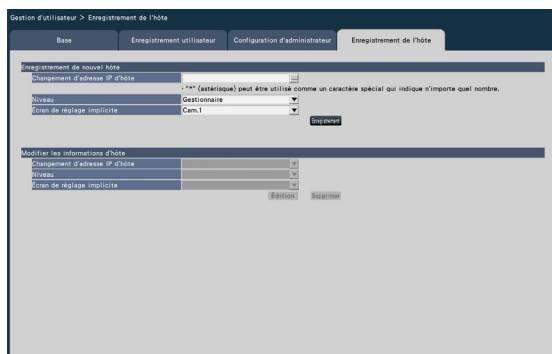 Gestion d'utilisateur > Enregistrement de l'hôte
Base Enregistrement utilisateur Configuration d'administrateur Enregistrement de l'hôte
Enregistrement de nouvel hôte
Changement d'adresse IP d'hôte ...
- "*" (astérisque) peut être utilisé comme un caractère spécial qui indique n'importe quel nombre.
Niveau Gestionnaire
Écran de réglage implicite Cam.1
Enregistrement
Modifier les informations d'hôte
Changement d'adresse IP d'hôte
Niveau
Écran de réglage implicite
Édition Supprimer